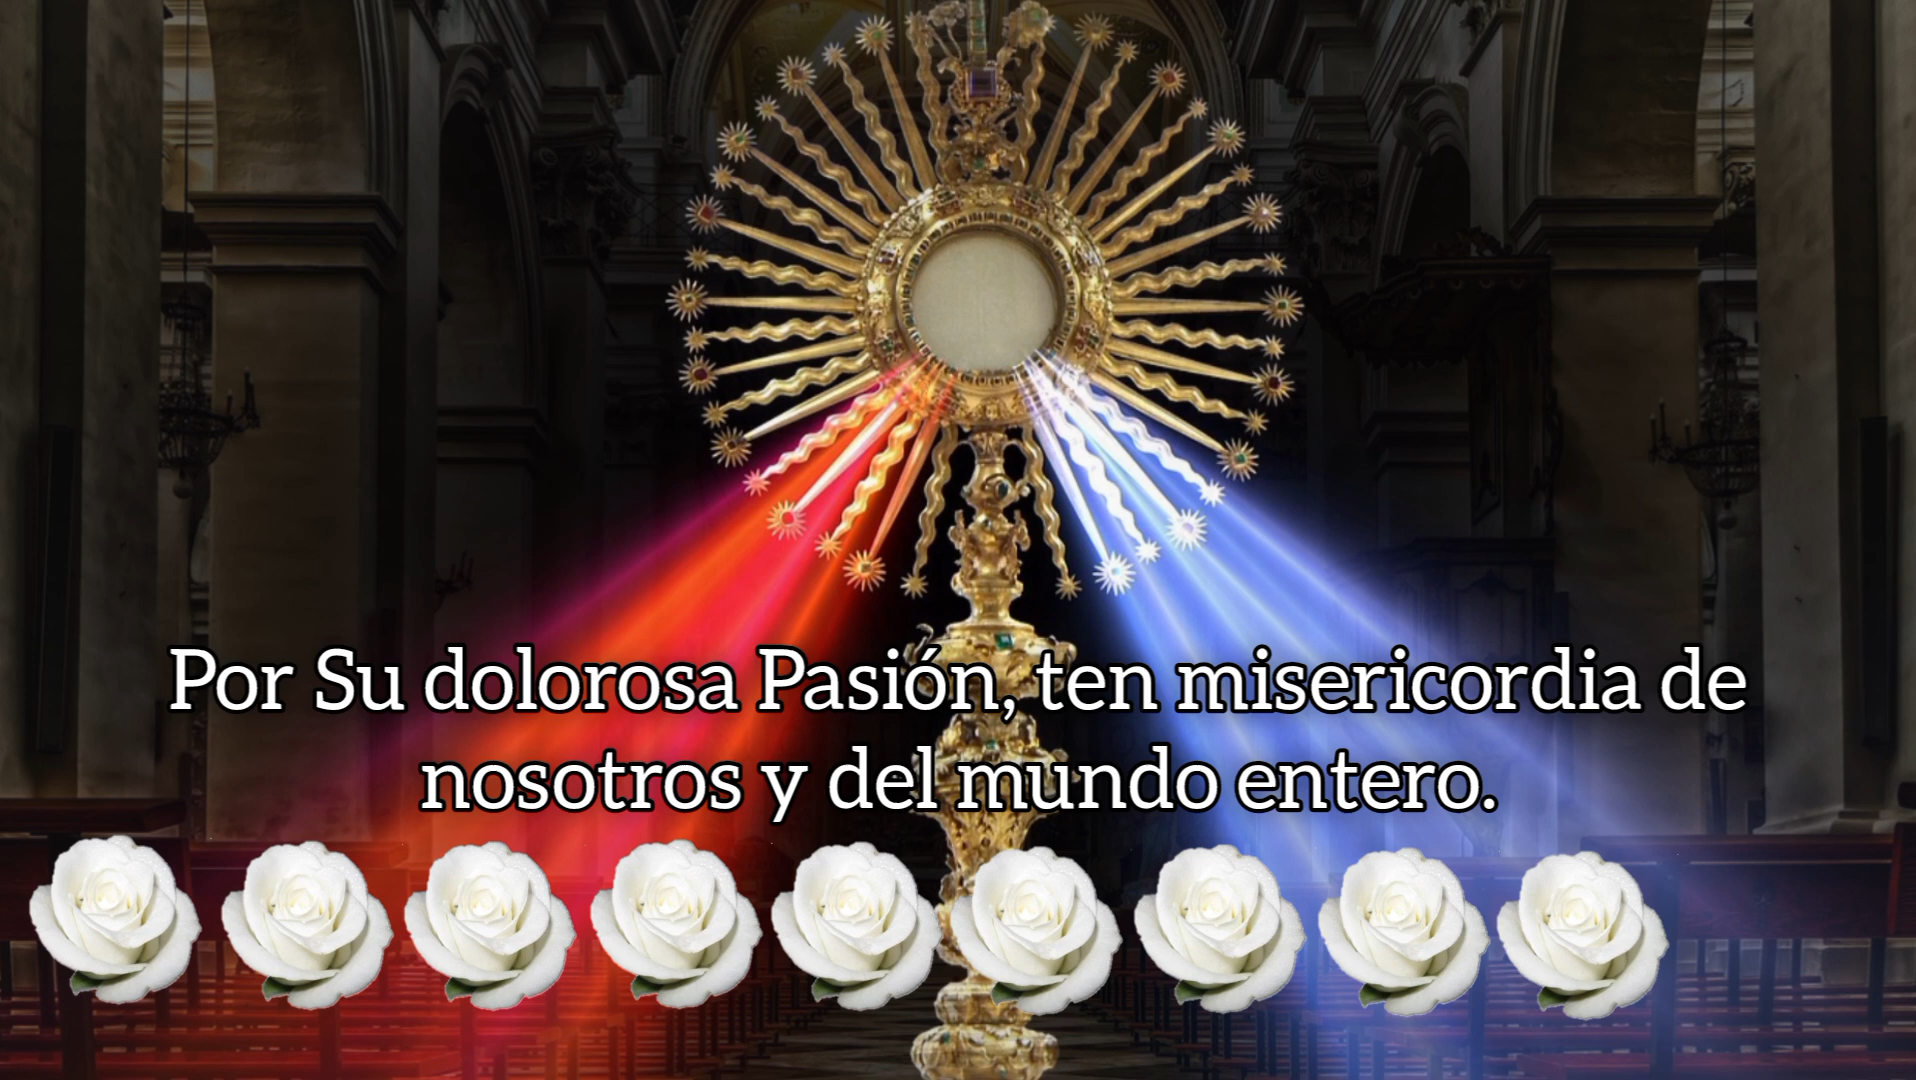 Por Su dolorosa Pasión, ten misericordia de
nosotros y del mundo entero.